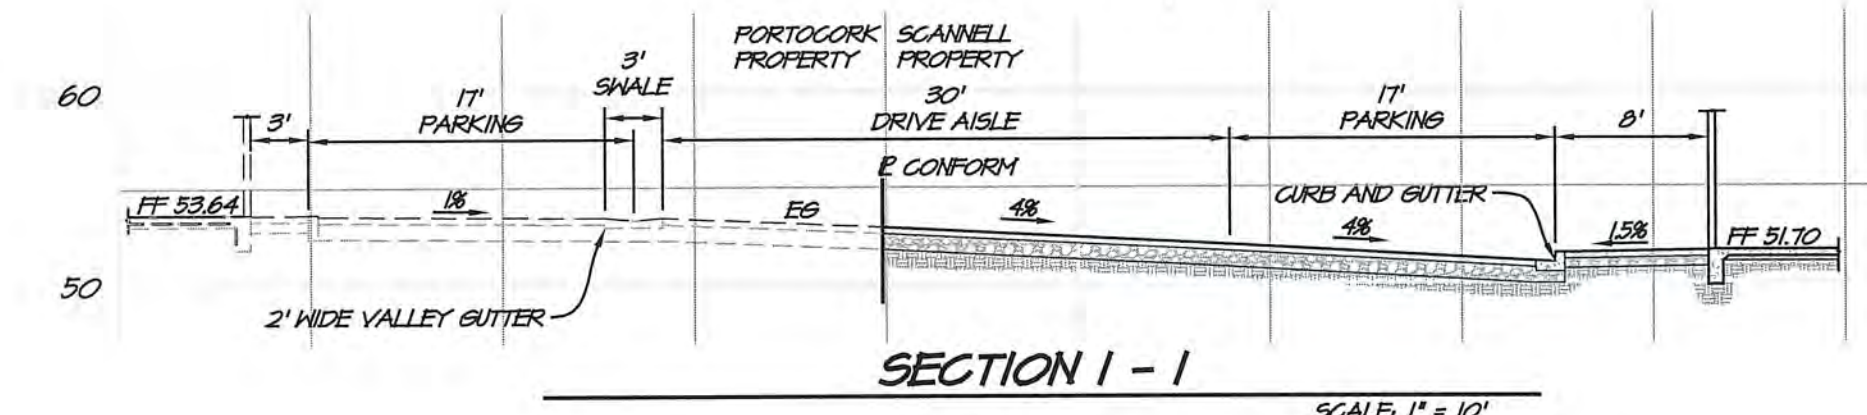 PORTOCORK SCANNELL
PROPERTY PROPERTY
60
3'
SWALE
3'
17'
PARKING
30'
DRIVE AISLE
17'
PARKING
8'
℄ CONFORM
CURB AND GUTTER
FF 53.64
1%
EG
4%
4%
1.5%
FF 51.70
50
2' WIDE VALLEY GUTTER
SECTION 1 - 1
SCALE: 1" = 10'